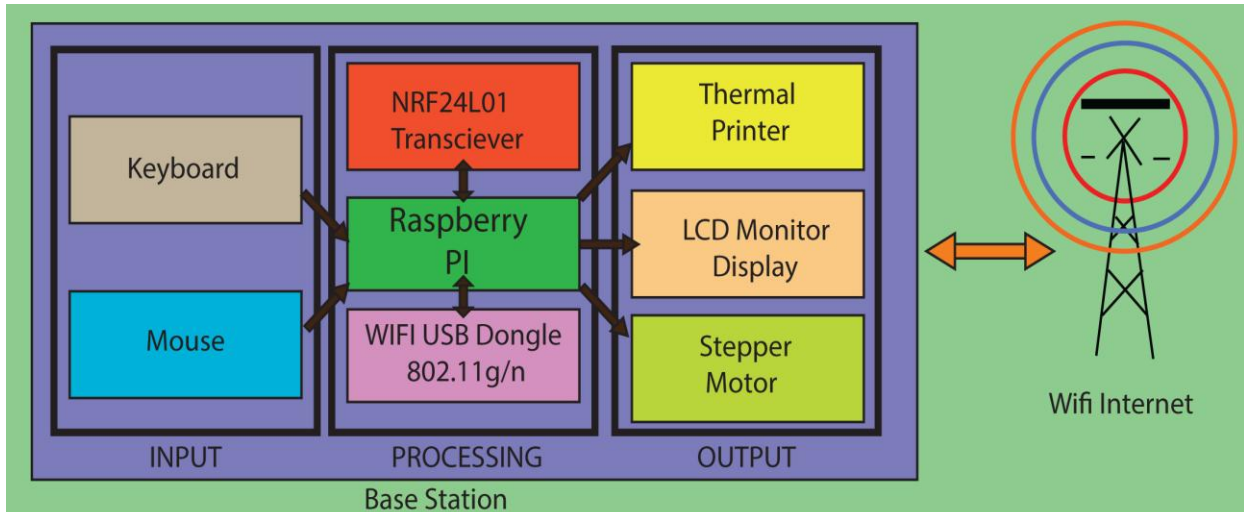 Keyboard
Mouse
INPUT
NRF24L01
Transciever
Raspberry
PI
WIFI USB Dongle
802.11g/n
PROCESSING
Thermal
Printer
LCD Monitor
Display
Stepper
Motor
OUTPUT
Base Station
Wifi Internet